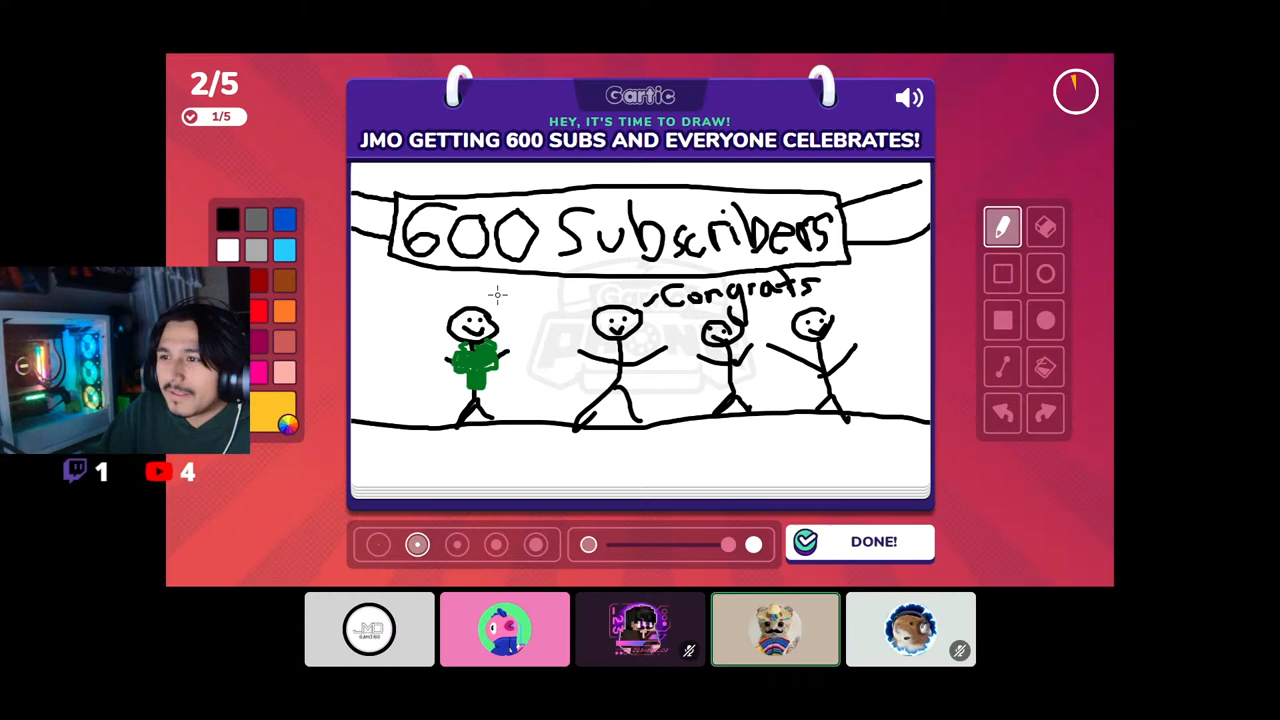 2/5
1/5
Gartic
HEY, IT'S TIME TO DRAW!
JMO GETTING 600 SUBS AND EVERYONE CELEBRATES!
600 Subscribers
Congrats
DONE!
1
4
JMO